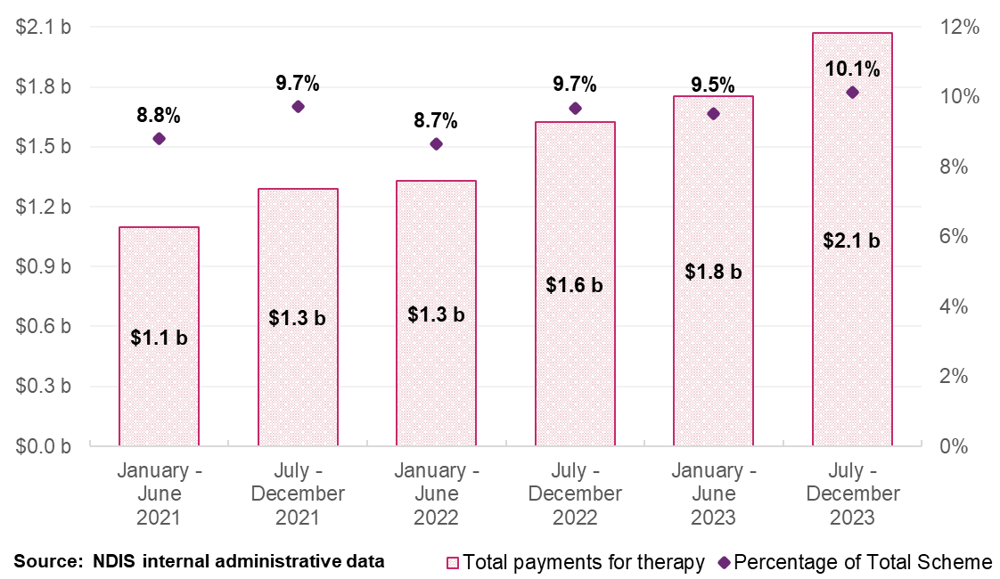 $2.1 b
$1.8 b
$1.5 b
$1.2 b
$0.9 b
$0.6 b
$0.3 b
$0.0 b
12%
10%
8%
6%
4%
2%
0%
8.8%
9.7%
8.7%
9.7%
9.5%
10.1%
$1.1 b
$1.3 b
$1.3 b
$1.6 b
$1.8 b
$2.1 b
January -
June
2021
July -
December
2021
January -
June
2022
July -
December
2022
January -
June
2023
July -
December
2023
Source:  NDIS internal administrative data
Total payments for therapy
Percentage of Total Scheme